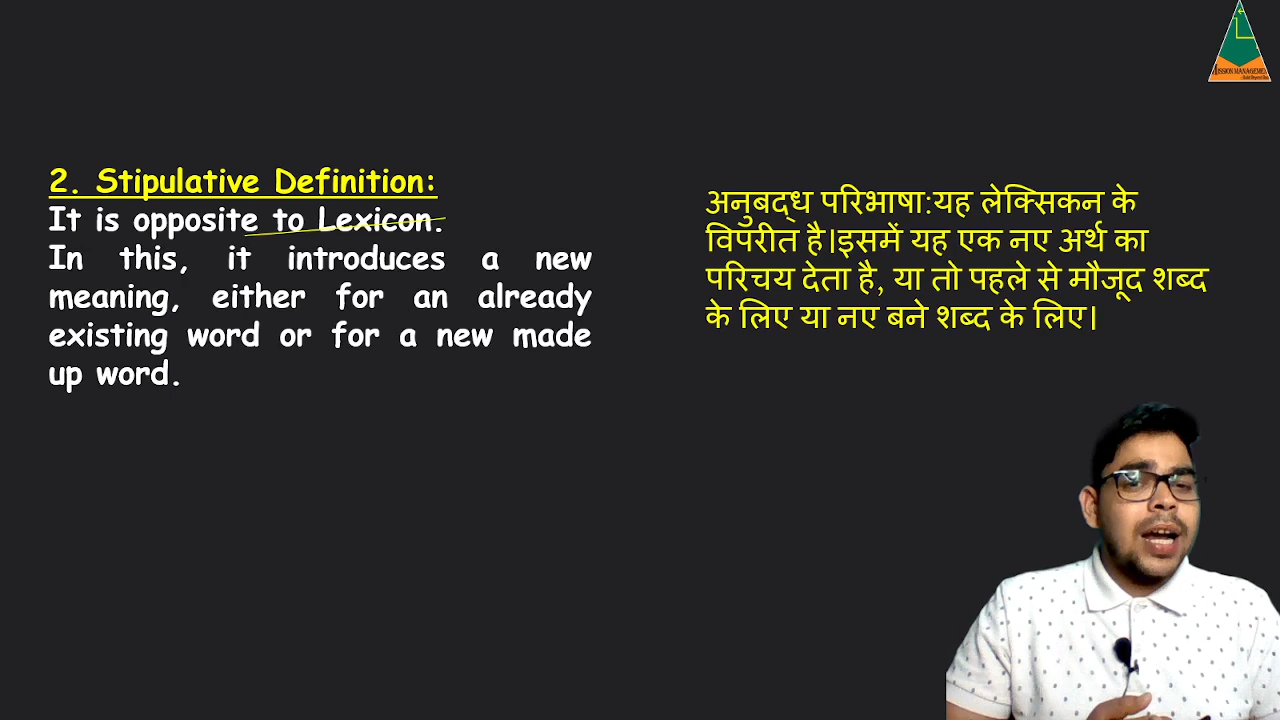 2. Stipulative Definition:
It is opposite to Lexicon.
In this, it introduces a new
meaning, either for an already
existing word or for a new made
up word.
अनुबद्ध परिभाषा:यह लेक्सिकन के
विपरीत है।इसमें यह एक नए अर्थ का
परिचय देता है, या तो पहले से मौजूद शब्द
के लिए या नए बने शब्द के लिए।